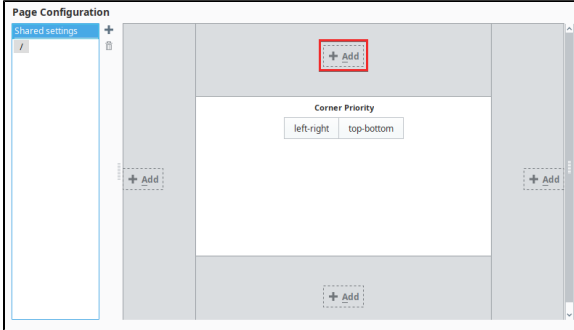 Page Configuration
Shared settings
/
Add
Corner Priority
left-right top-bottom
Add
Add
Add